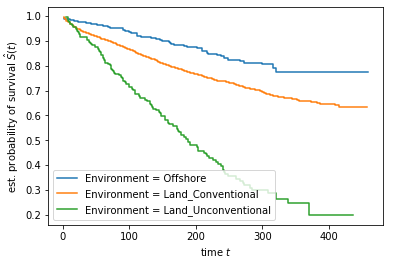 1.0
0.9
0.8
0.7
0.6
0.5
0.4
0.3
0.2
est. probability of survival Ŝ(t)
Environment = Offshore
Environment = Land_Conventional
Environment = Land_Unconventional
0 100 200 300 400
time t